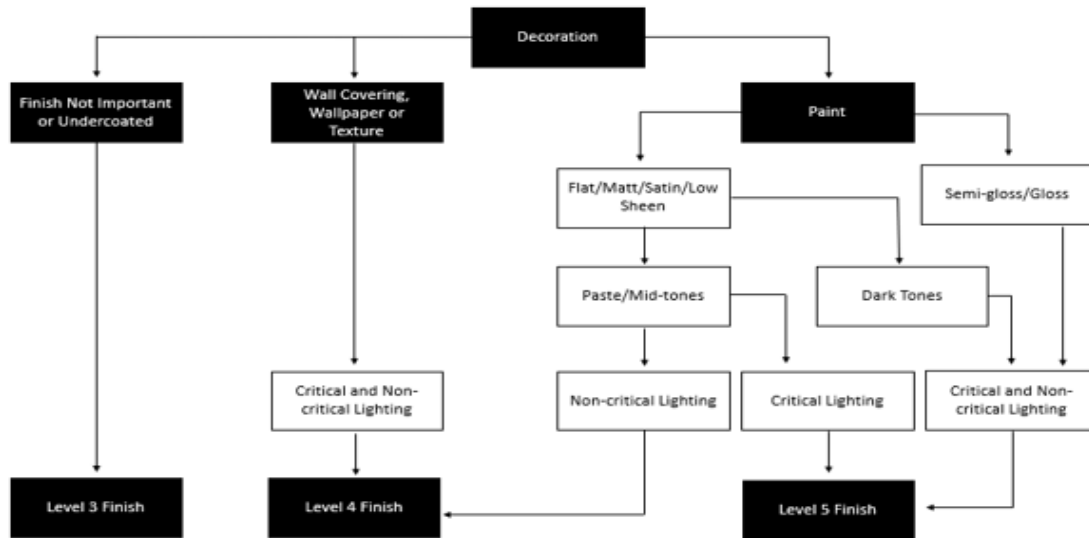 Decoration
Finish Not Important
or Undercoated
Wall Covering,
Wallpaper or
Texture
Paint
Flat/Matt/Satin/Low
Sheen
Semi-gloss/Gloss
Paste/Mid-tones
Dark Tones
Critical and Non-
critical Lighting
Non-critical Lighting
Critical Lighting
Critical and Non-
critical Lighting
Level 3 Finish
Level 4 Finish
Level 5 Finish